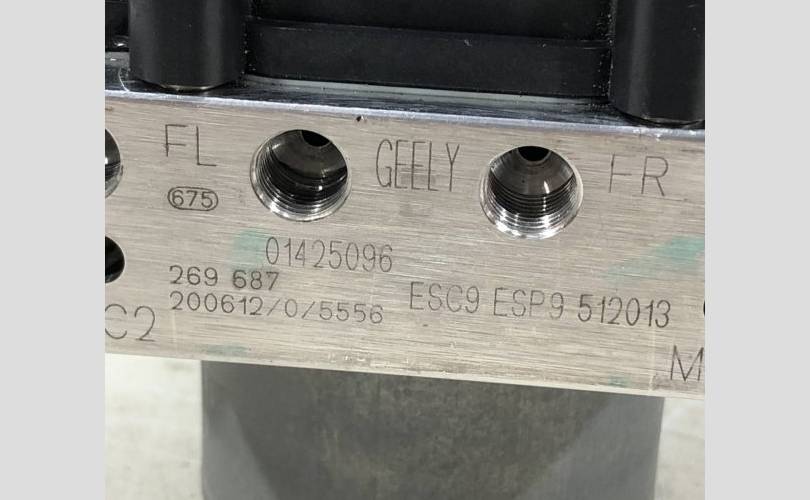 FL GEELY FR
675
01425096
269 687
200612/0/5556
ESC9 ESP9 512013
C2
M